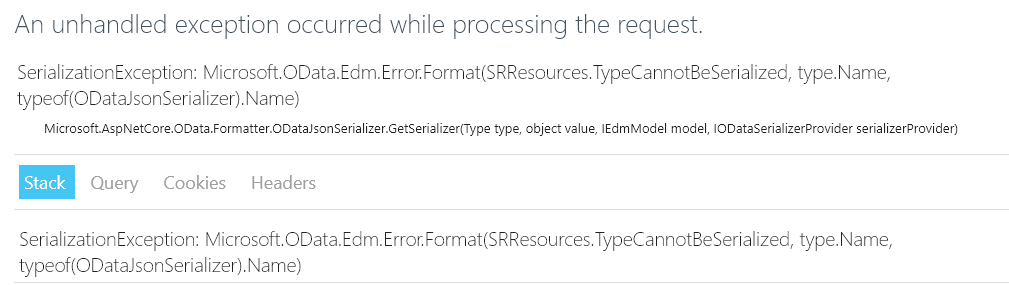 An unhandled exception occurred while processing the request.
SerializationException: Microsoft.OData.Edm.Error.Format(SRResources.TypeCannotBeSerialized, type.Name,
typeof(ODataJsonSerializer).Name)
Microsoft.AspNetCore.OData.Formatter.ODataJsonSerializer.GetSerializer(Type type, object value, IEdmModel model, IODataSerializerProvider serializerProvider)
Stack Query Cookies Headers
SerializationException: Microsoft.OData.Edm.Error.Format(SRResources.TypeCannotBeSerialized, type.Name,
typeof(ODataJsonSerializer).Name)